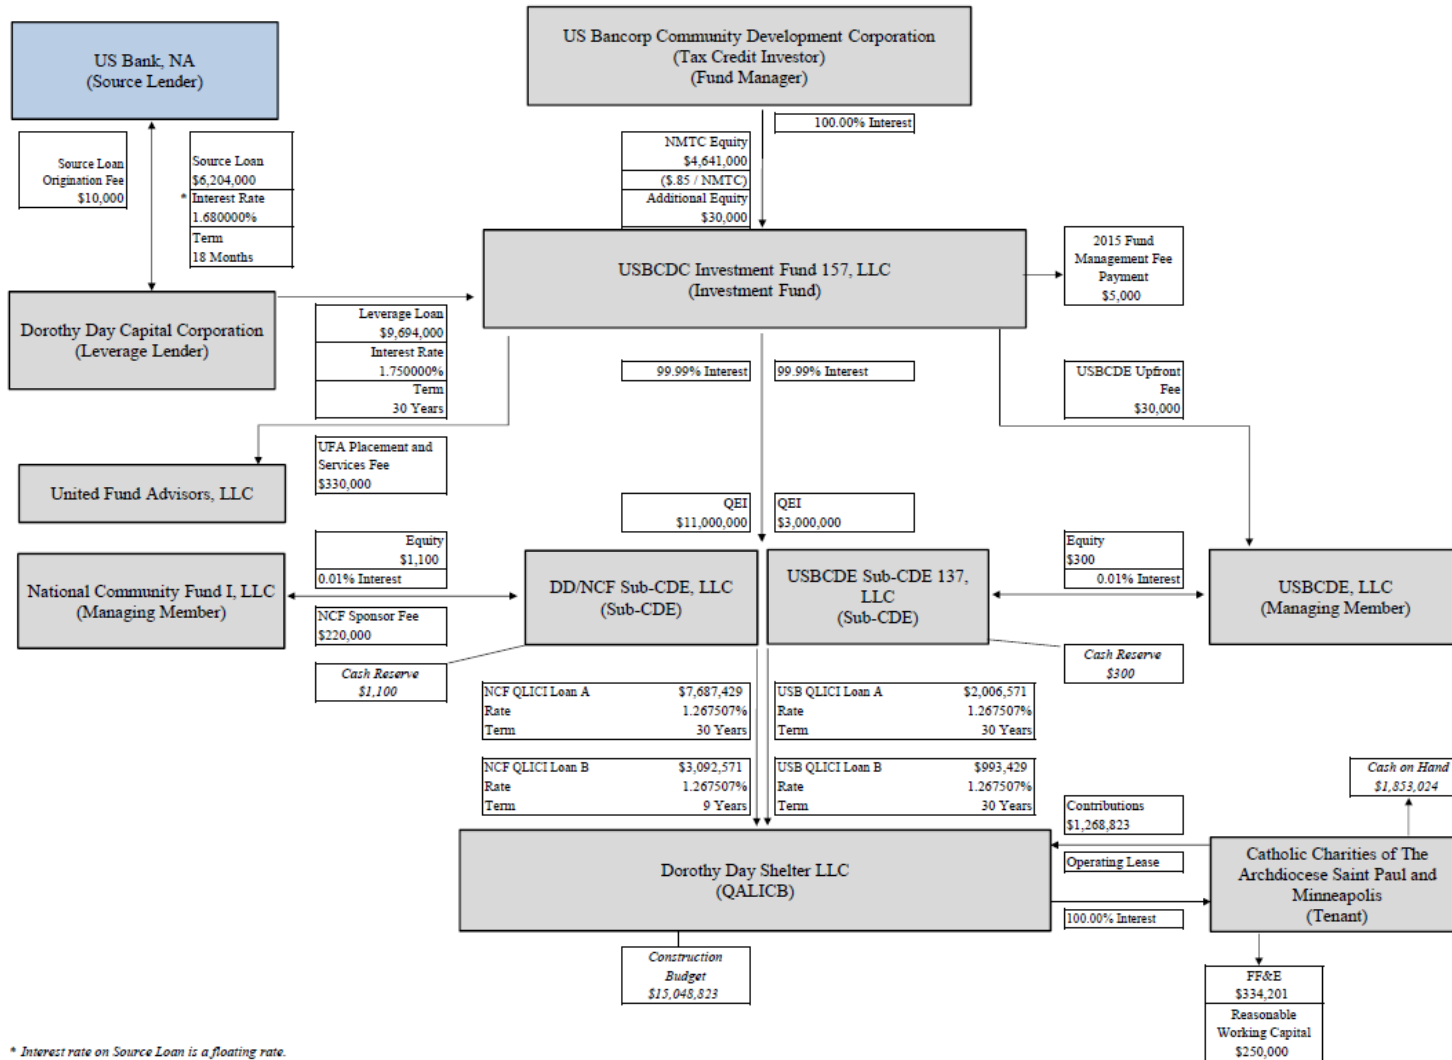 US Bank, NA
(Source Lender)
US Bancorp Community Development Corporation
(Tax Credit Investor)
(Fund Manager)
100.00% Interest
NMTC Equity
$4,641,000
($.85 / NMTC)
Additional Equity
$30,000
Source Loan
Origination Fee
$10,000
Source Loan
$6,204,000
* Interest Rate
1.680000%
Term
18 Months
USBCDC Investment Fund 157, LLC
(Investment Fund)
2015 Fund
Management Fee
Payment
$5,000
Dorothy Day Capital Corporation
(Leverage Lender)
Leverage Loan
$9,694,000
Interest Rate
1.750000%
Term
30 Years
99.99% Interest
99.99% Interest
USBCDE Upfront
Fee
$30,000
UFA Placement and
Services Fee
$330,000
United Fund Advisors, LLC
QEI
$11,000,000
QEI
$3,000,000
Equity
$1,100
0.01% Interest
Equity
$300
0.01% Interest
National Community Fund I, LLC
(Managing Member)
DD/NCF Sub-CDE, LLC
(Sub-CDE)
USBCDE Sub-CDE 137,
LLC
(Sub-CDE)
USBCDE, LLC
(Managing Member)
NCF Sponsor Fee
$220,000
Cash Reserve
$1,100
Cash Reserve
$300
NCF QLICI Loan A $7,687,429
Rate 1.267507%
Term 30 Years
USB QLICI Loan A $2,006,571
Rate 1.267507%
Term 30 Years
NCF QLICI Loan B $3,092,571
Rate 1.267507%
Term 9 Years
USB QLICI Loan B $993,429
Rate 1.267507%
Term 30 Years
Cash on Hand
$1,853,024
Contributions
$1,268,823
Operating Lease
100.00% Interest
Dorothy Day Shelter LLC
(QALICB)
Catholic Charities of The
Archdiocese Saint Paul and
Minneapolis
(Tenant)
Construction
Budget
$15,048,823
FF&E
$334,201
Reasonable
Working Capital
$250,000
* Interest rate on Source Loan is a floating rate.